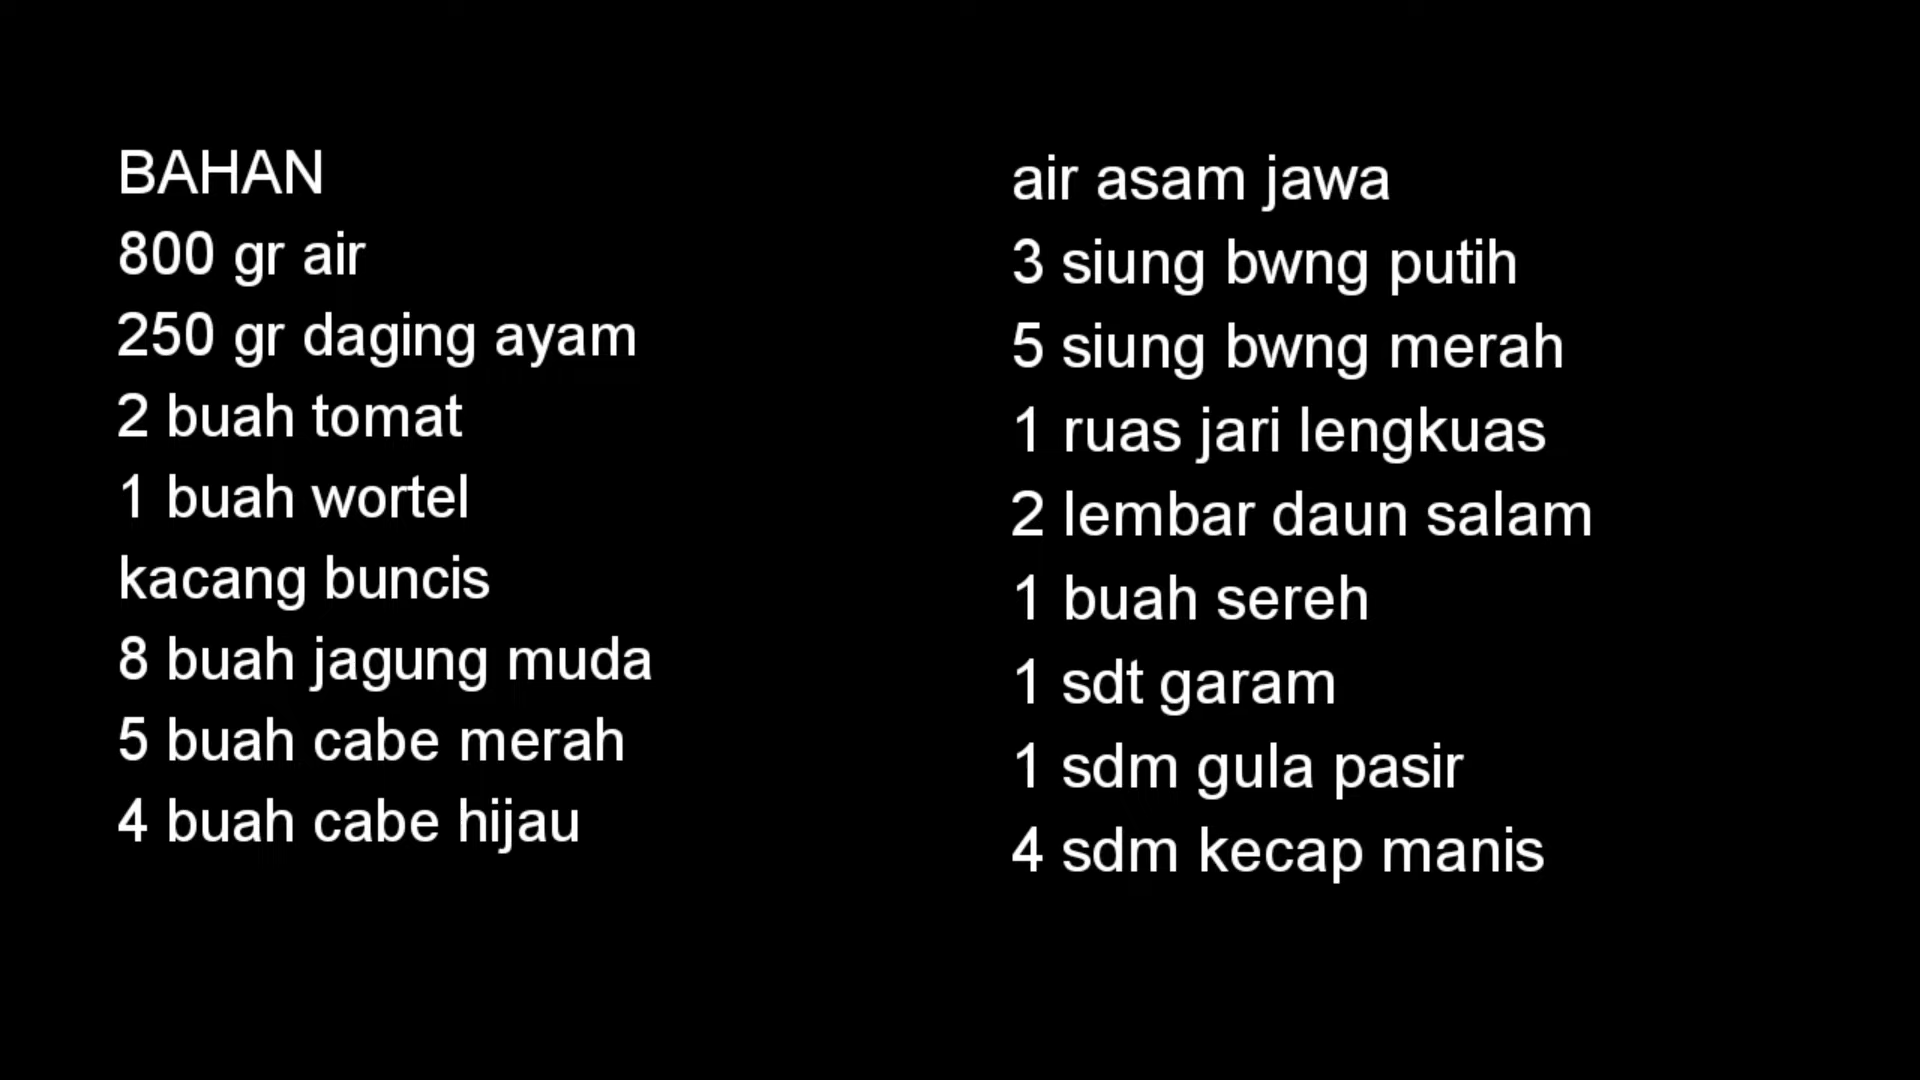 BAHAN
800 gr air
250 gr daging ayam
2 buah tomat
1 buah wortel
kacang buncis
8 buah jagung muda
5 buah cabe merah
4 buah cabe hijau
air asam jawa
3 siung bwng putih
5 siung bwng merah
1 ruas jari lengkuas
2 lembar daun salam
1 buah sereh
1 sdt garam
1 sdm gula pasir
4 sdm kecap manis